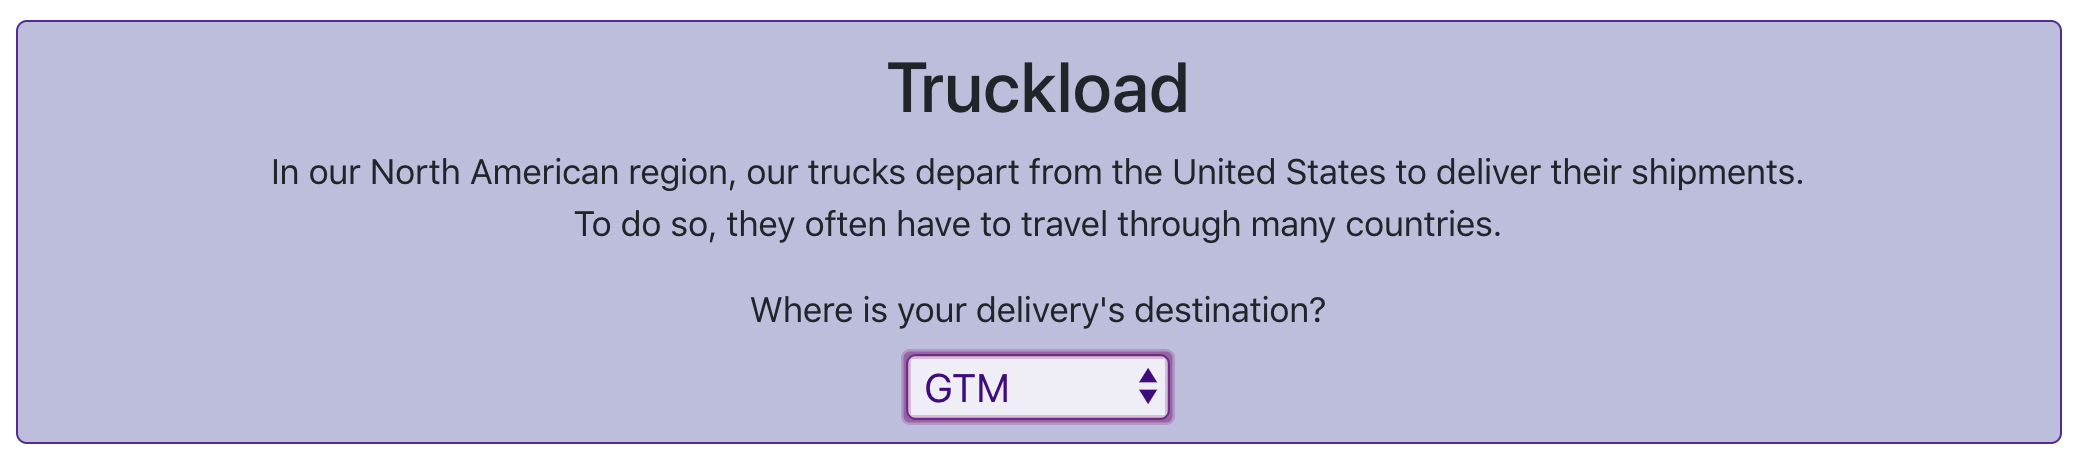 Truckload
In our North American region, our trucks depart from the United States to deliver their shipments.
To do so, they often have to travel through many countries.
Where is your delivery's destination?
GTM